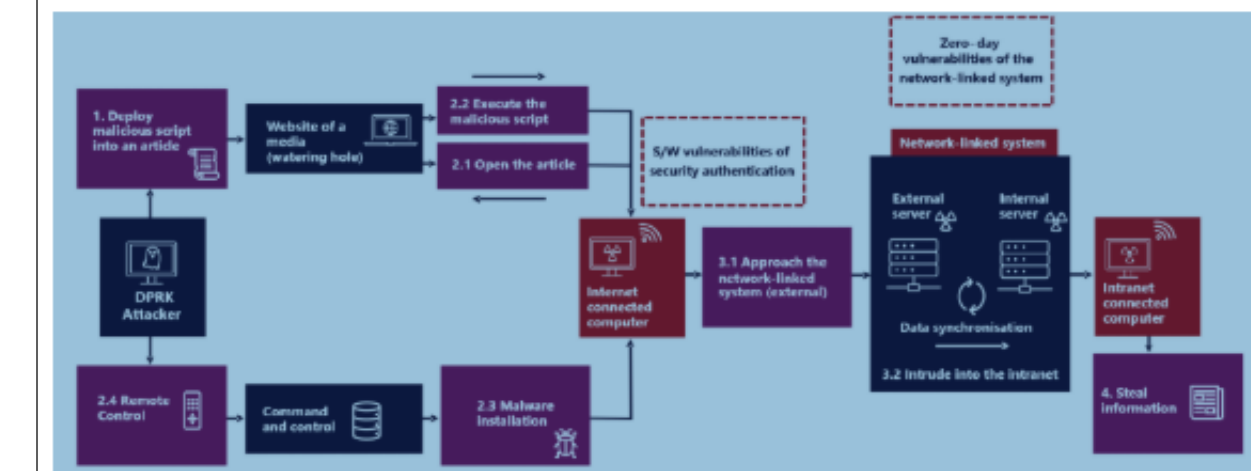 Zero-day
vulnerabilities of the
network-linked system
1. Deploy
malicious script
into an article
Website of a
media
(watering hole)
2.2 Execute the
malicious script
2.1 Open the article
S/W vulnerabilities of
security authentication
Network-linked system
External
server
Internal
server
Data synchronisation
3.2 Intrude into the intranet
DPRK
Attacker
Internet
connected
computer
3.1 Approach the
network-linked
system (external)
Intranet
connected
computer
2.4 Remote
Control
Command
and control
2.3 Malware
installation
4. Steal
information